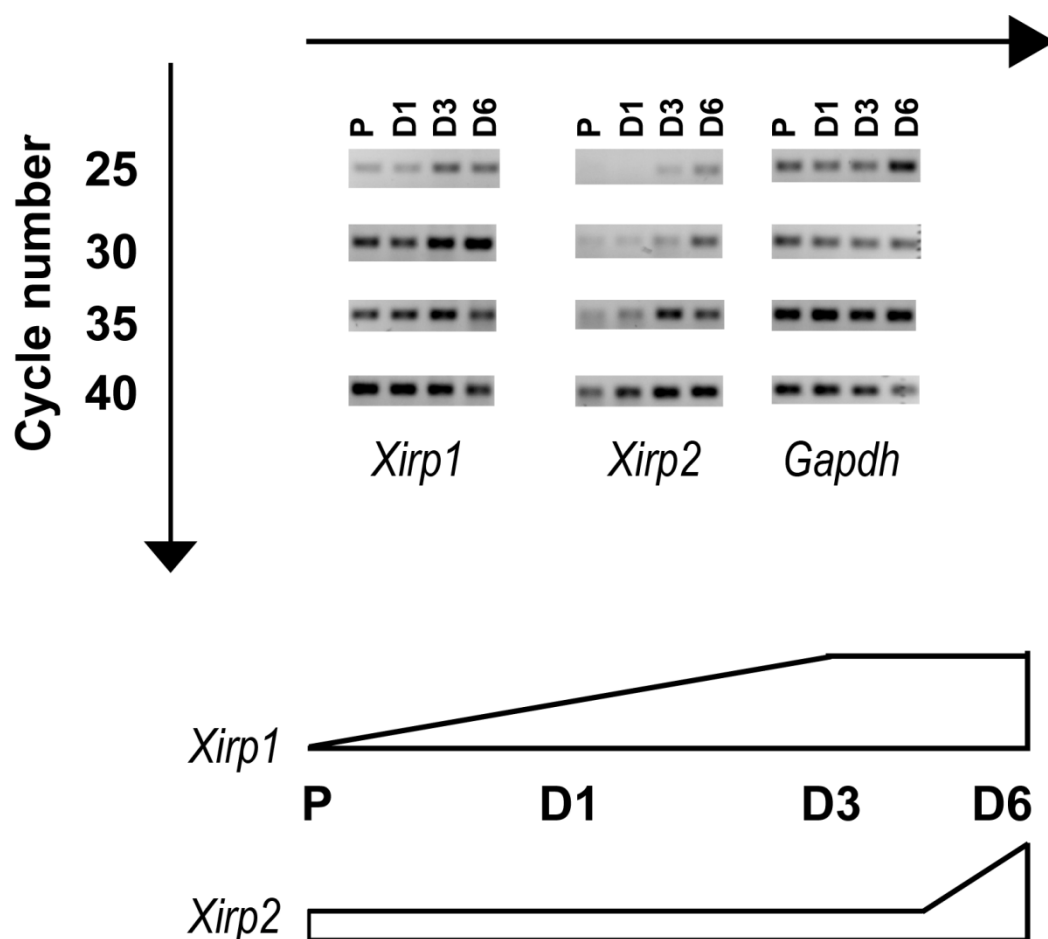 P D1 D3 D6 P D1 D3 D6 P D1 D3 D6
Cycle number
25
30
35
40
Xirp1 Xirp2 Gapdh
Xirp1
P D1 D3 D6
Xirp2